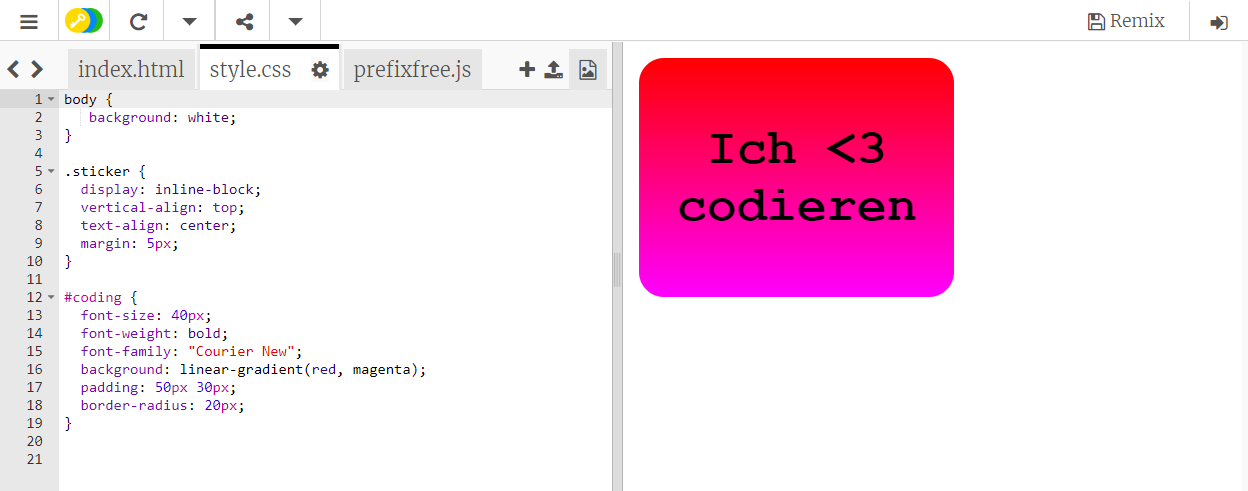 Remix
index.html
style.css
prefixfree.js
1 body {
2    background: white;
3 }
4
5 .sticker {
6   display: inline-block;
7   vertical-align: top;
8   text-align: center;
9   margin: 5px;
10 }
11
12 #coding {
13   font-size: 40px;
14   font-weight: bold;
15   font-family: "Courier New";
16   background: linear-gradient(red, magenta);
17   padding: 50px 30px;
18   border-radius: 20px;
19 }
20
21
Ich <3
codieren